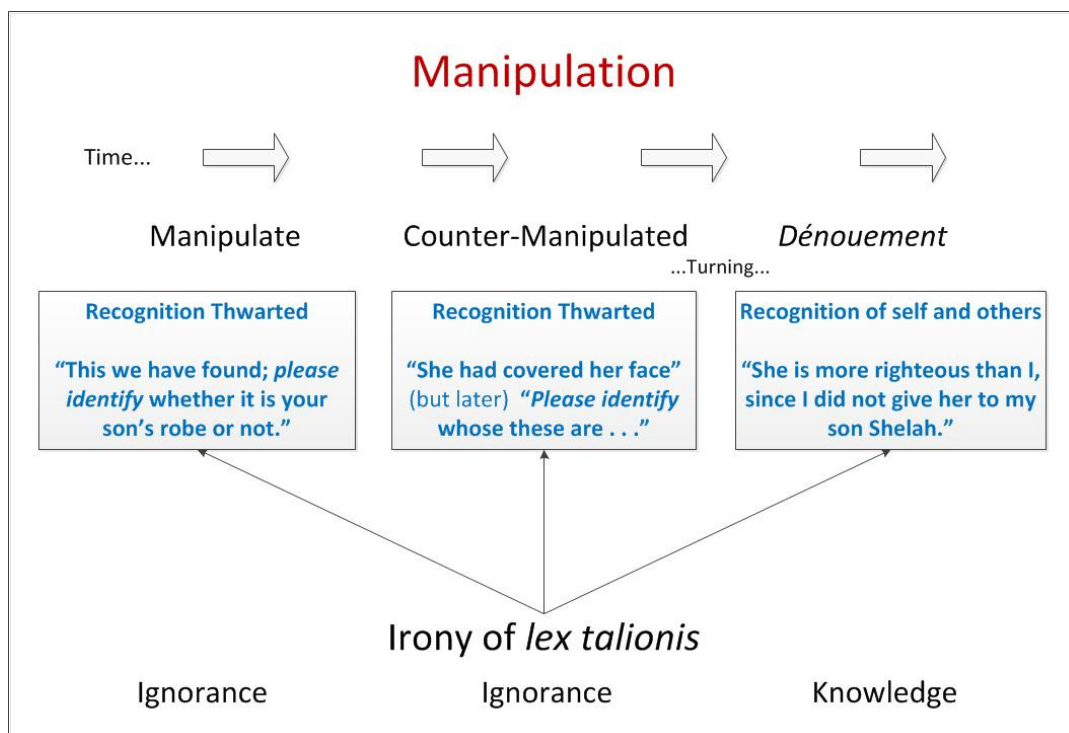 Manipulation
Time...
Manipulate Counter-Manipulated Dénouement
...Turning...
Recognition Thwarted
“This we have found; please
identify whether it is your
son’s robe or not.”
Recognition Thwarted
“She had covered her face”
(but later) “Please identify
whose these are . . .”
Recognition of self and others
“She is more righteous than I,
since I did not give her to my
son Shelah.”
Irony of lex talionis
Ignorance Ignorance Knowledge